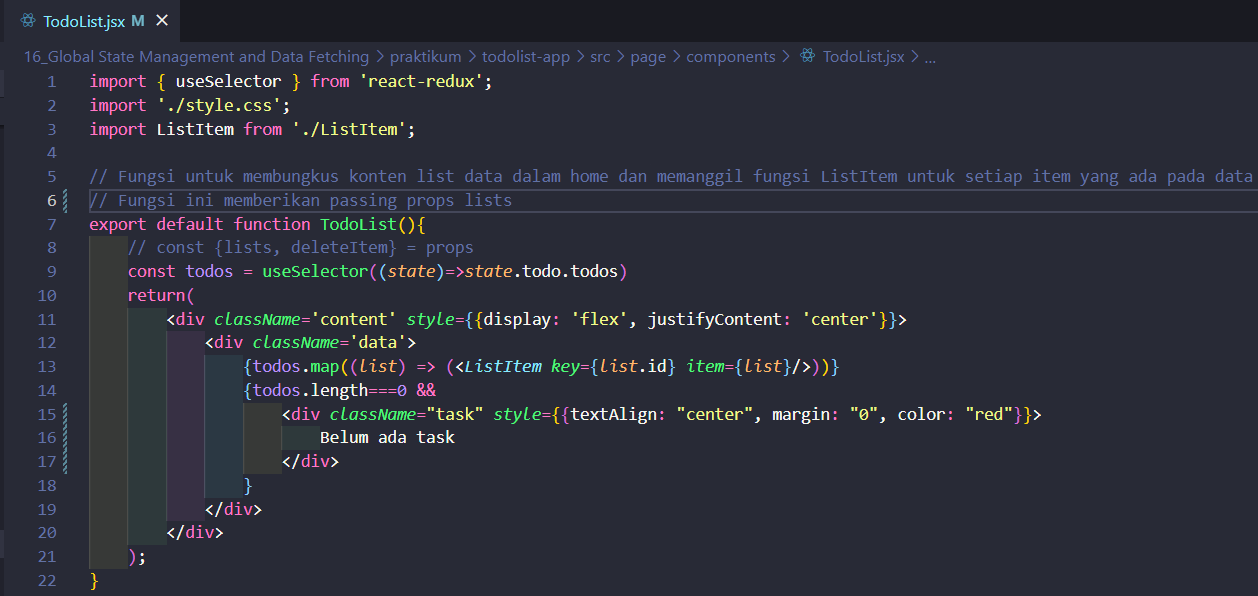 TodoList.jsx M ×
16_Global State Management and Data Fetching > praktikum > todolist-app > src > page > components > TodoList.jsx > ...
1 import { useSelector } from 'react-redux';
2 import './style.css';
3 import ListItem from './ListItem';
4
5 // Fungsi untuk membungkus konten list data dalam home dan memanggil fungsi ListItem untuk setiap item yang ada pada data
6 // Fungsi ini memberikan passing props lists
7 export default function TodoList(){
8     // const {lists, deleteItem} = props
9     const todos = useSelector((state)=>state.todo.todos)
10     return(
11         <div className='content' style={{display: 'flex', justifyContent: 'center'}}>
12             <div className='data'>
13                 {todos.map((list) => (<ListItem key={list.id} item={list}/>))}
14                 {todos.length===0 &&
15                     <div className="task" style={{textAlign: "center", margin: "0", color: "red"}}>
16                         Belum ada task
17                     </div>
18                 }
19             </div>
20         </div>
21     );
22 }